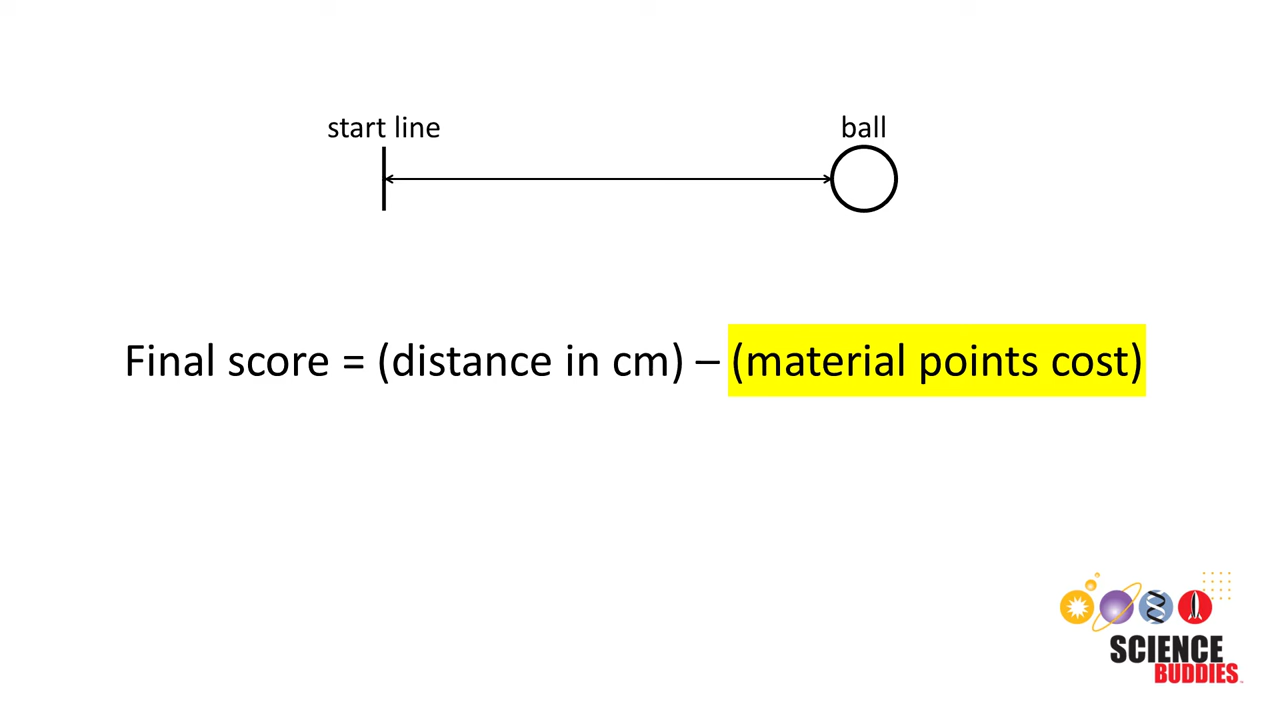 start line
ball
Final score = (distance in cm) – (material points cost)
SCIENCE
BUDDIES